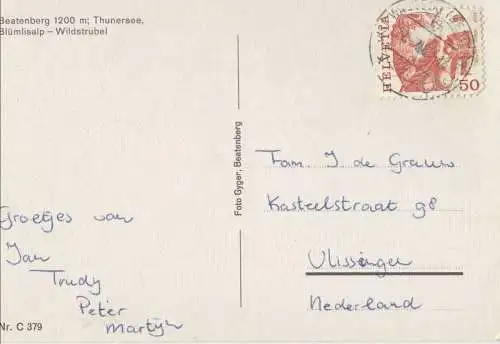 Beatenberg 1200 m; Thunersee,
Blümlisalp – Wildstrubel
HELVETIA
50
Foto Gyger, Beatenberg
Fam. J de Grauw
Kasteelstraat 98
Vlissingen
Nederland
Groetjes van
Jan
Trudy
Peter
Martyn
Nr. C 379